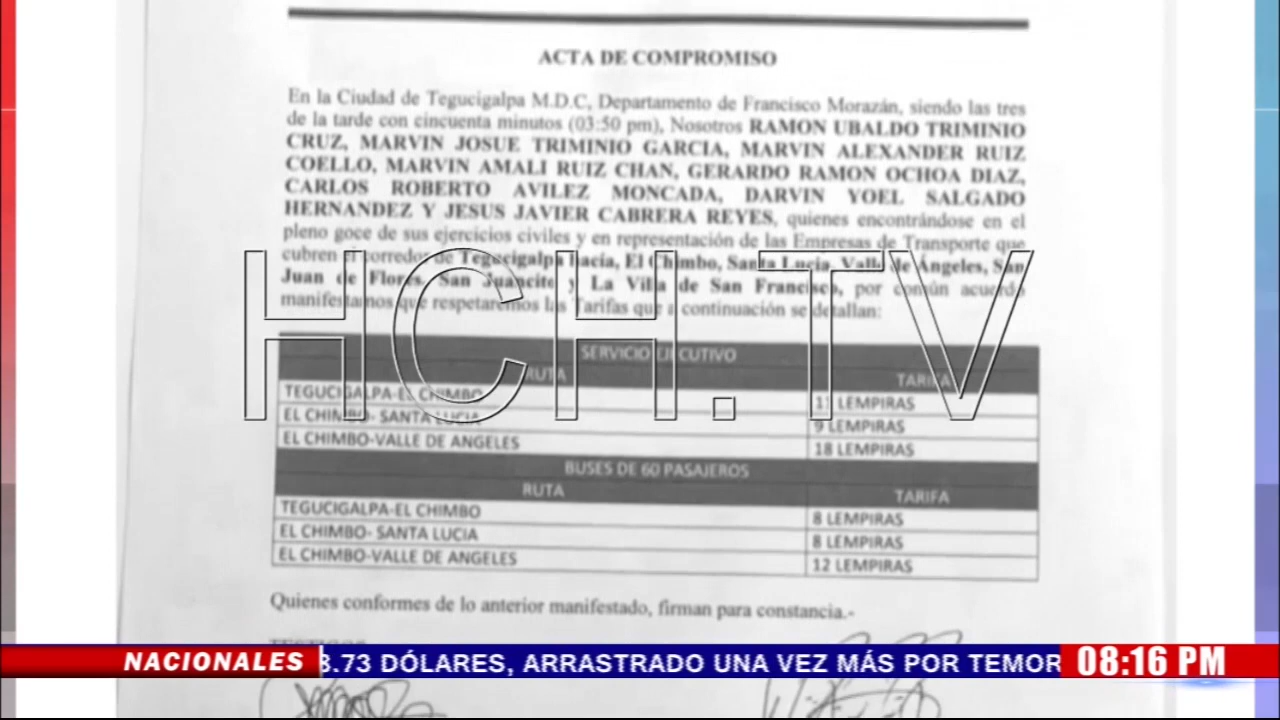 ACTA DE COMPROMISO
En la Ciudad de Tegucigalpa M.D.C, Departamento de Francisco Morazán, siendo las tres
de la tarde con cincuenta minutos (03:50 pm), Nosotros RAMON UBALDO TRIMINIO
CRUZ, MARVIN JOSUE TRIMINIO GARCIA, MARVIN ALEXANDER RUIZ
COELLO, MARVIN AMALI RUIZ CHAN, GERARDO RAMON OCHOA DIAZ,
CARLOS ROBERTO AVILEZ MONCADA, DARVIN YOEL SALGADO
HERNANDEZ Y JESUS JAVIER CABRERA REYES, quienes encontrándose en el
pleno goce de sus ejercicios civiles y en representación de las Empresas de Transporte que
cubren el corredor de Tegucigalpa hacia, El Chimbo, Santa Lucia, Valle de Ángeles, San
Juan de Flores, San Juancito y La Villa de San Francisco, por común acuerdo
manifestamos que respetaremos las Tarifas que a continuación se detallan:
HCH.TV
SERVICIO EJECUTIVO
RUTA TARIFA
TEGUCIGALPA-EL CHIMBO 11 LEMPIRAS
EL CHIMBO- SANTA LUCIA 9 LEMPIRAS
EL CHIMBO-VALLE DE ANGELES 18 LEMPIRAS
BUSES DE 60 PASAJEROS
RUTA TARIFA
TEGUCIGALPA-EL CHIMBO 8 LEMPIRAS
EL CHIMBO- SANTA LUCIA 8 LEMPIRAS
EL CHIMBO-VALLE DE ANGELES 12 LEMPIRAS
Quienes conformes de lo anterior manifestado, firman para constancia.-
NACIONALES 8.73 DÓLARES, ARRASTRADO UNA VEZ MÁS POR TEMOR 08:16 PM